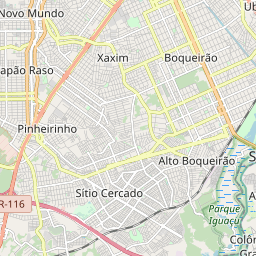 Novo Mundo
Ub
Xaxim
Boqueirão
apão Raso
Pinheirinho
Alto Boqueirão
S
Sítio Cercado
R-116
Parque
Iguaçu
Colôn
Gra